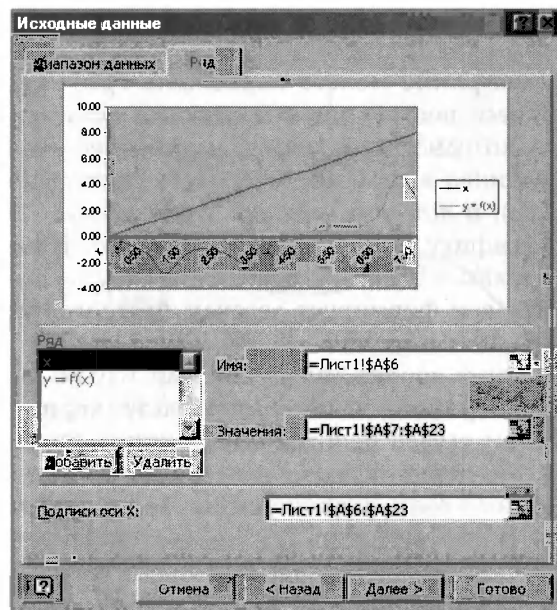 Исходные данные
Диапазон данных Ряд
10.00
8.00
6.00
4.00
2.00
0.00
-2.00
-4.00
x
y = f(x)
Ряд
x
y = f(x)
Имя: =Лист1!$A$6
Значения: =Лист1!$A$7:$A$23
Добавить Удалить
Подписи оси X: =Лист1!$A$6:$A$23
Отмена < Назад Далее > Готово